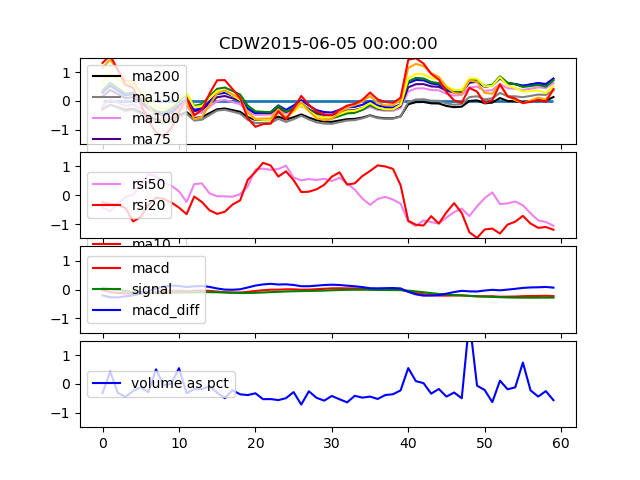 CDW2015-06-05 00:00:00
1
0
−1
ma200
ma150
ma100
ma75
ma10
1
0
−1
rsi50
rsi20
1
0
−1
macd
signal
macd_diff
1
0
−1
volume as pct
0 10 20 30 40 50 60